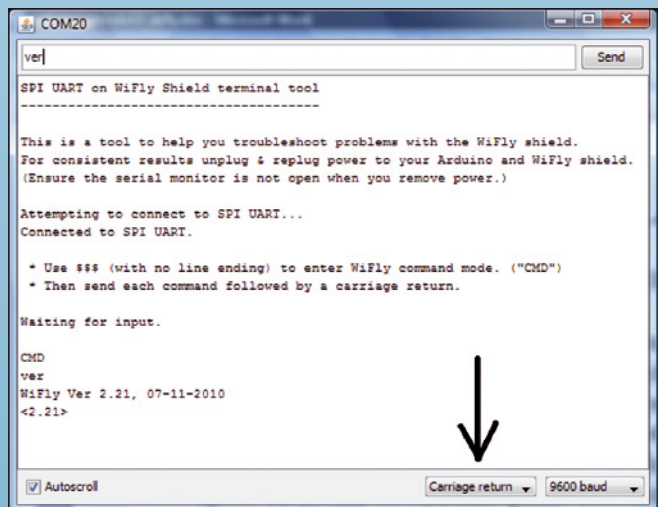 COM20
ver
Send
SPI UART on WiFly Shield terminal tool
--------------------------------------
This is a tool to help you troubleshoot problems with the WiFly shield.
For consistent results unplug & replug power to your Arduino and WiFly shield.
(Ensure the serial monitor is not open when you remove power.)
Attempting to connect to SPI UART...
Connected to SPI UART.
* Use $$$ (with no line ending) to enter WiFly command mode. ("CMD")
* Then send each command followed by a carriage return.
Waiting for input.
CMD
ver
WiFly Ver 2.21, 07-11-2010
<2.21>
Autoscroll
Carriage return
9600 baud